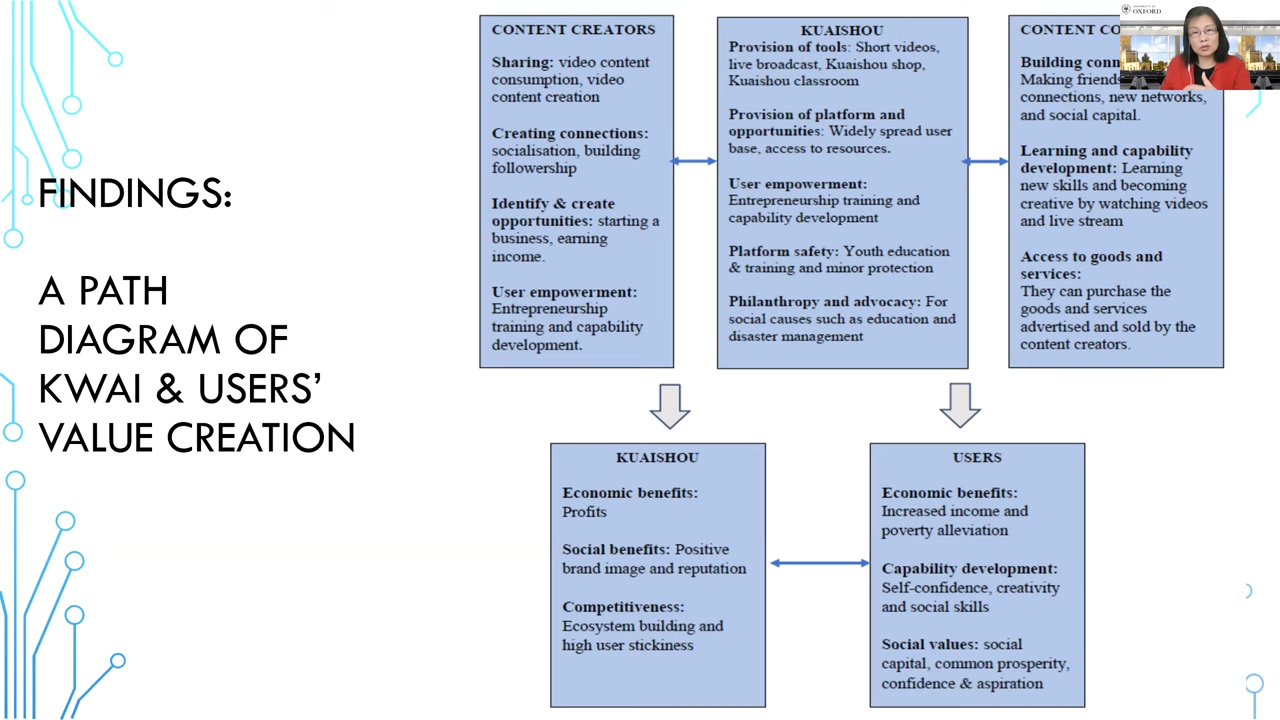 FINDINGS:
A PATH
DIAGRAM OF
KWAI & USERS’
VALUE CREATION
CONTENT CREATORS
Sharing: video content
consumption, video
content creation
Creating connections:
socialisation, building
followership
Identify & create
opportunities: starting a
business, earning
income.
User empowerment:
Entrepreneurship
training and capability
development.
KUAISHOU
Provision of tools: Short videos,
live broadcast, Kuaishou shop,
Kuaishou classroom
Provision of platform and
opportunities: Widely spread user
base, access to resources.
User empowerment:
Entrepreneurship training and
capability development
Platform safety: Youth education
& training and minor protection
Philanthropy and advocacy: For
social causes such as education and
disaster management
CONTENT
Building
Making friends
connections, new networks,
and social capital.
Learning and capability
development: Learning
new skills and becoming
creative by watching videos
and live stream
Access to goods and
services:
They can purchase the
goods and services
advertised and sold by the
content creators.
UNIVERSITY OF
OXFORD
KUAISHOU
Economic benefits:
Profits
Social benefits: Positive
brand image and reputation
Competitiveness:
Ecosystem building and
high user stickiness
USERS
Economic benefits:
Increased income and
poverty alleviation
Capability development:
Self-confidence, creativity
and social skills
Social values: social
capital, common prosperity,
confidence & aspiration